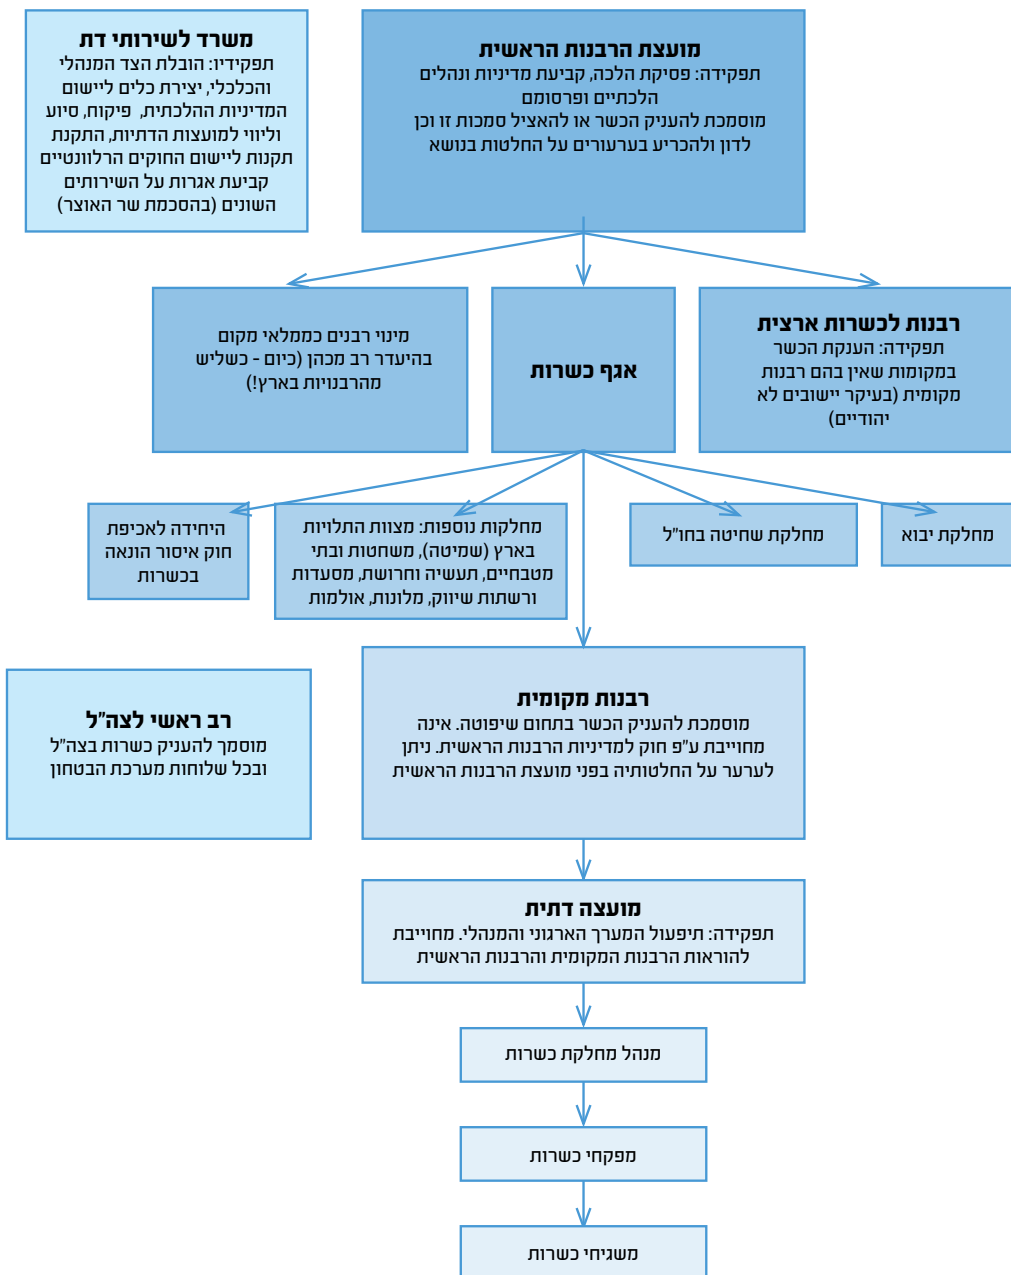 מועצת הרבנות הראשית
תפקידה: פסיקת הלכה, קביעת מדיניות ונהלים
הלכתיים ופרסומם
מוסמכת להעניק הכשר או להאציל סמכות זו וכן
לדון ולהכריע בערעורים על החלטות בנושא
משרד לשירותי דת
תפקידיו: הובלת הצד המנהלי
והכלכלי, יצירת כלים ליישום
המדיניות ההלכתית, פיקוח, סיוע
וליווי למועצות הדתיות, התקנת
תקנות ליישום החוקים הרלוונטיים
קביעת אגרות על השירותים
השונים (בהסכמת שר האוצר)
רבנות לכשרות ארצית
תפקידה: הענקת הכשר
במקומות שאין בהם רבנות
מקומית (בעיקר יישובים לא
יהודיים)
אגף כשרות
מינוי רבנים כממלאי מקום
בהיעדר רב מכהן (כיום - כשליש
מהרבנויות בארץ!)
מחלקת יבוא
מחלקת שחיטה בחו"ל
מחלקות נוספות: מצוות התלויות
בארץ (שמיטה), משחטות ובתי
מטבחיים, תעשיה וחרושת, מסעדות
ורשתות שיווק, מלונות, אולמות
היחידה לאכיפת
חוק איסור הונאה
בכשרות
רבנות מקומית
מוסמכת להעניק הכשר בתחום שיפוטה. אינה
מחוייבת ע"פ חוק למדיניות הרבנות הראשית. ניתן
לערער על החלטותיה בפני מועצת הרבנות הראשית
רב ראשי לצה"ל
מוסמך להעניק כשרות בצה"ל
ובכל שלוחות מערכת הבטחון
מועצה דתית
תפקידה: תיפעול המערך הארגוני והמנהלי. מחוייבת
להוראות הרבנות המקומית והרבנות הראשית
מנהל מחלקת כשרות
מפקחי כשרות
משגיחי כשרות